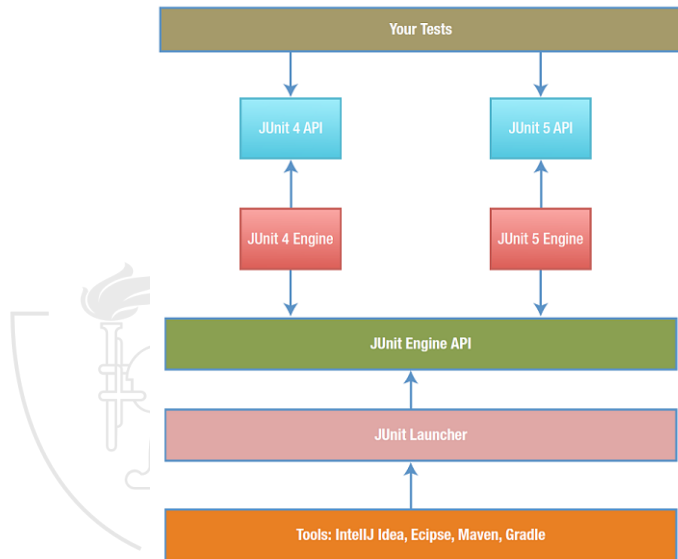 Your Tests
JUnit 4 API
JUnit 5 API
JUnit 4 Engine
JUnit 5 Engine
JUnit Engine API
JUnit Launcher
Tools: IntelIJ Idea, Ecipse, Maven, Gradle